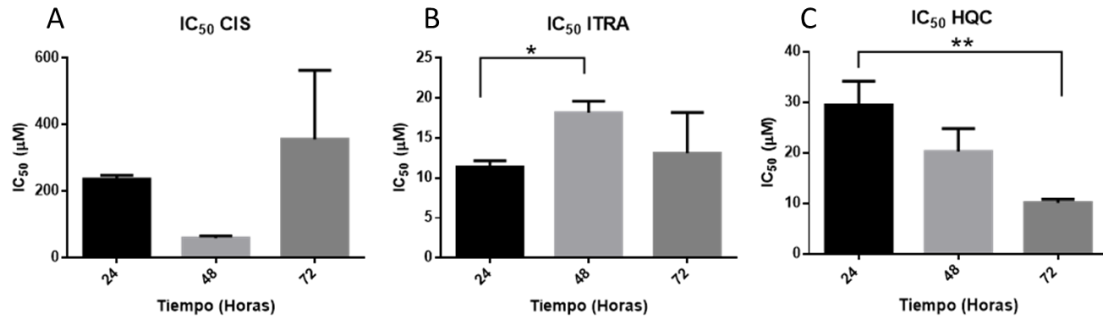 A
IC50 CIS
IC50 (μM)
600
400
200
0
24
48
72
Tiempo (Horas)
B
IC50 ITRA
IC50 (μM)
25
20
15
10
5
0
*
24
48
72
Tiempo (Horas)
C
IC50 HQC
IC50 (μM)
40
30
20
10
0
**
24
48
72
Tiempo (Horas)